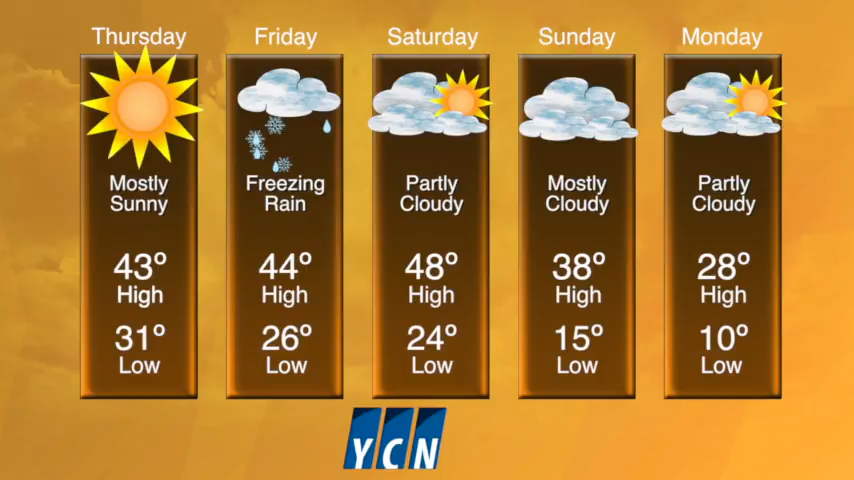 Thursday
Friday
Saturday
Sunday
Monday
Mostly
Sunny
Freezing
Rain
Partly
Cloudy
Mostly
Cloudy
Partly
Cloudy
43º
High
44º
High
48º
High
38º
High
28º
High
31º
Low
26º
Low
24º
Low
15º
Low
10º
Low
YCN